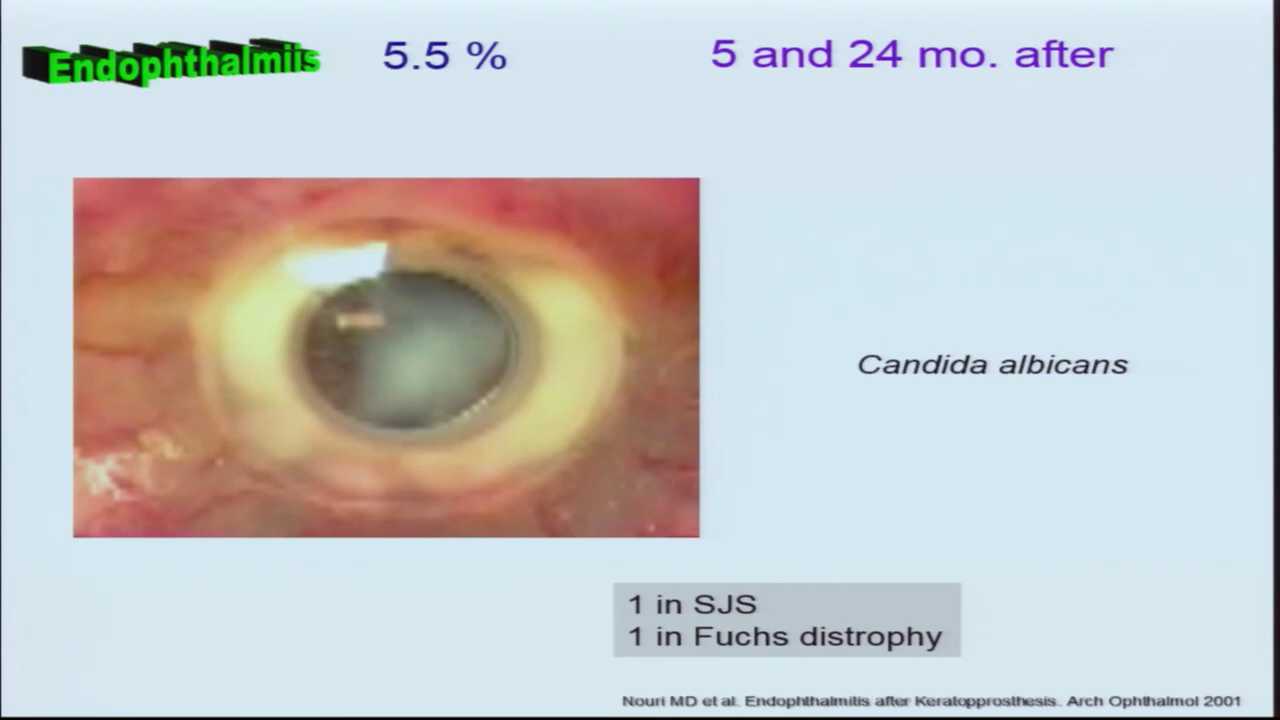 Endophthalmiis 5.5 % 5 and 24 mo. after
Candida albicans
1 in SJS
1 in Fuchs distrophy
Nouri MD et al. Endophthalmitis after Keratopprosthesis. Arch Ophthalmol 2001